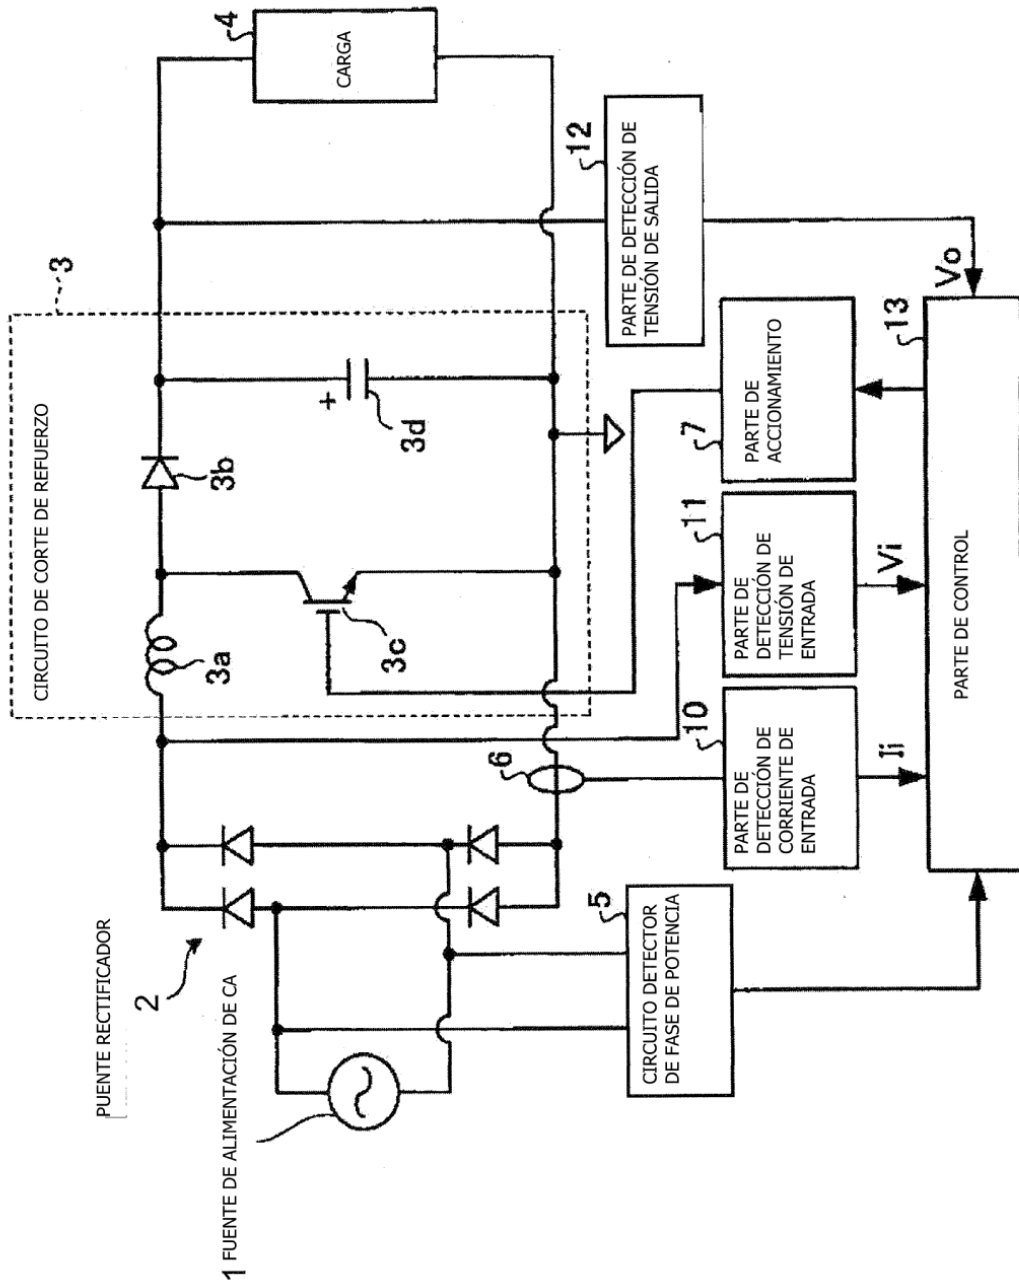 PUENTE RECTIFICADOR
2
1 FUENTE DE ALIMENTACIÓN DE CA
CIRCUITO DE CORTE DE REFUERZO
3
3a
3b
3c
3d
+
4
CARGA
6
5
CIRCUITO DETECTOR
DE FASE DE POTENCIA
10
PARTE DE
DETECCIÓN DE
CORRIENTE DE
ENTRADA
Ii
11
PARTE DE
DETECCIÓN DE
TENSIÓN DE
ENTRADA
Vi
7
PARTE DE
ACCIONAMIENTO
12
PARTE DE DETECCIÓN DE
TENSIÓN DE SALIDA
Vo
13
PARTE DE CONTROL